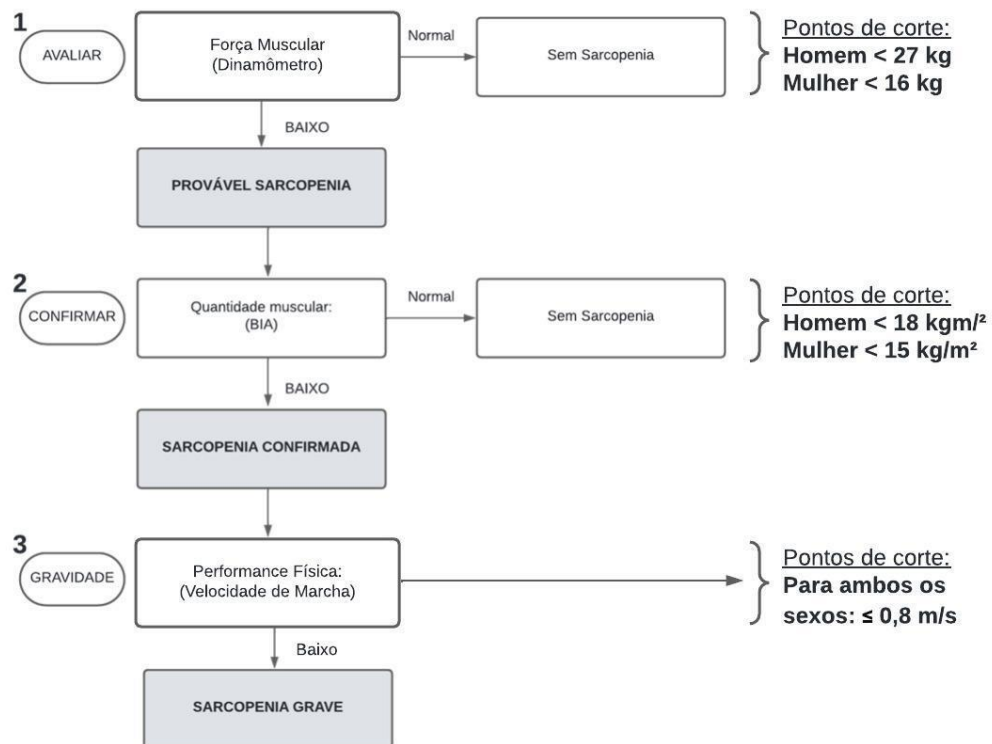 1
AVALIAR
Força Muscular
(Dinamômetro)
Normal
Sem Sarcopenia
Pontos de corte:
Homem < 27 kg
Mulher < 16 kg
BAIXO
PROVÁVEL SARCOPENIA
2
CONFIRMAR
Quantidade muscular:
(BIA)
Normal
Sem Sarcopenia
Pontos de corte:
Homem < 18 kgm/²
Mulher < 15 kg/m²
BAIXO
SARCOPENIA CONFIRMADA
3
GRAVIDADE
Performance Física:
(Velocidade de Marcha)
Pontos de corte:
Para ambos os
sexos: ≤ 0,8 m/s
Baixo
SARCOPENIA GRAVE